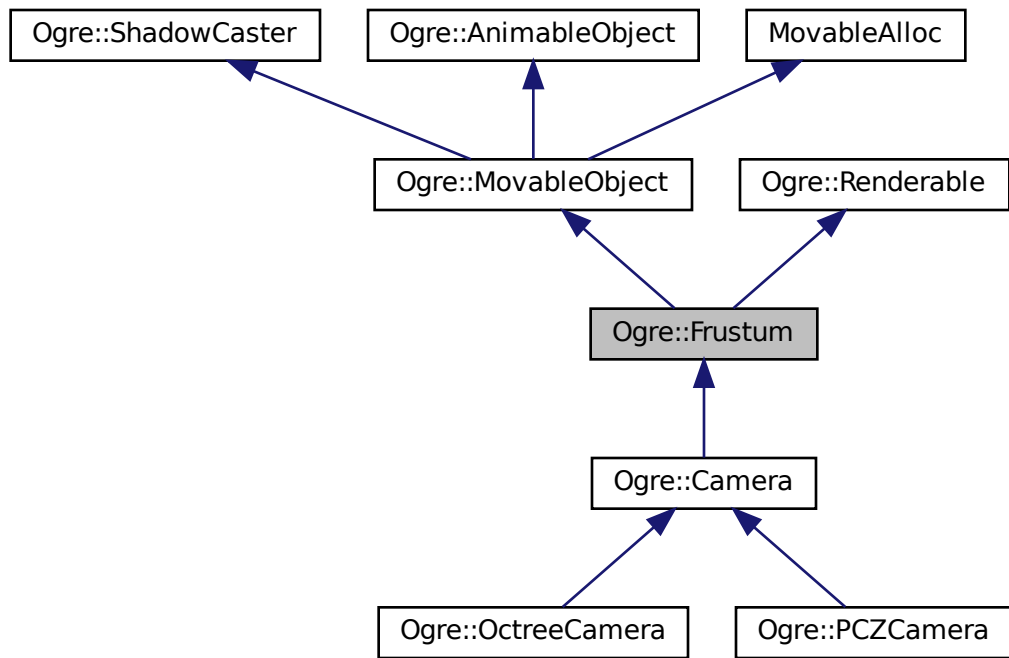 Ogre::ShadowCaster
Ogre::AnimableObject
MovableAlloc
Ogre::MovableObject
Ogre::Renderable
Ogre::Frustum
Ogre::Camera
Ogre::OctreeCamera
Ogre::PCZCamera